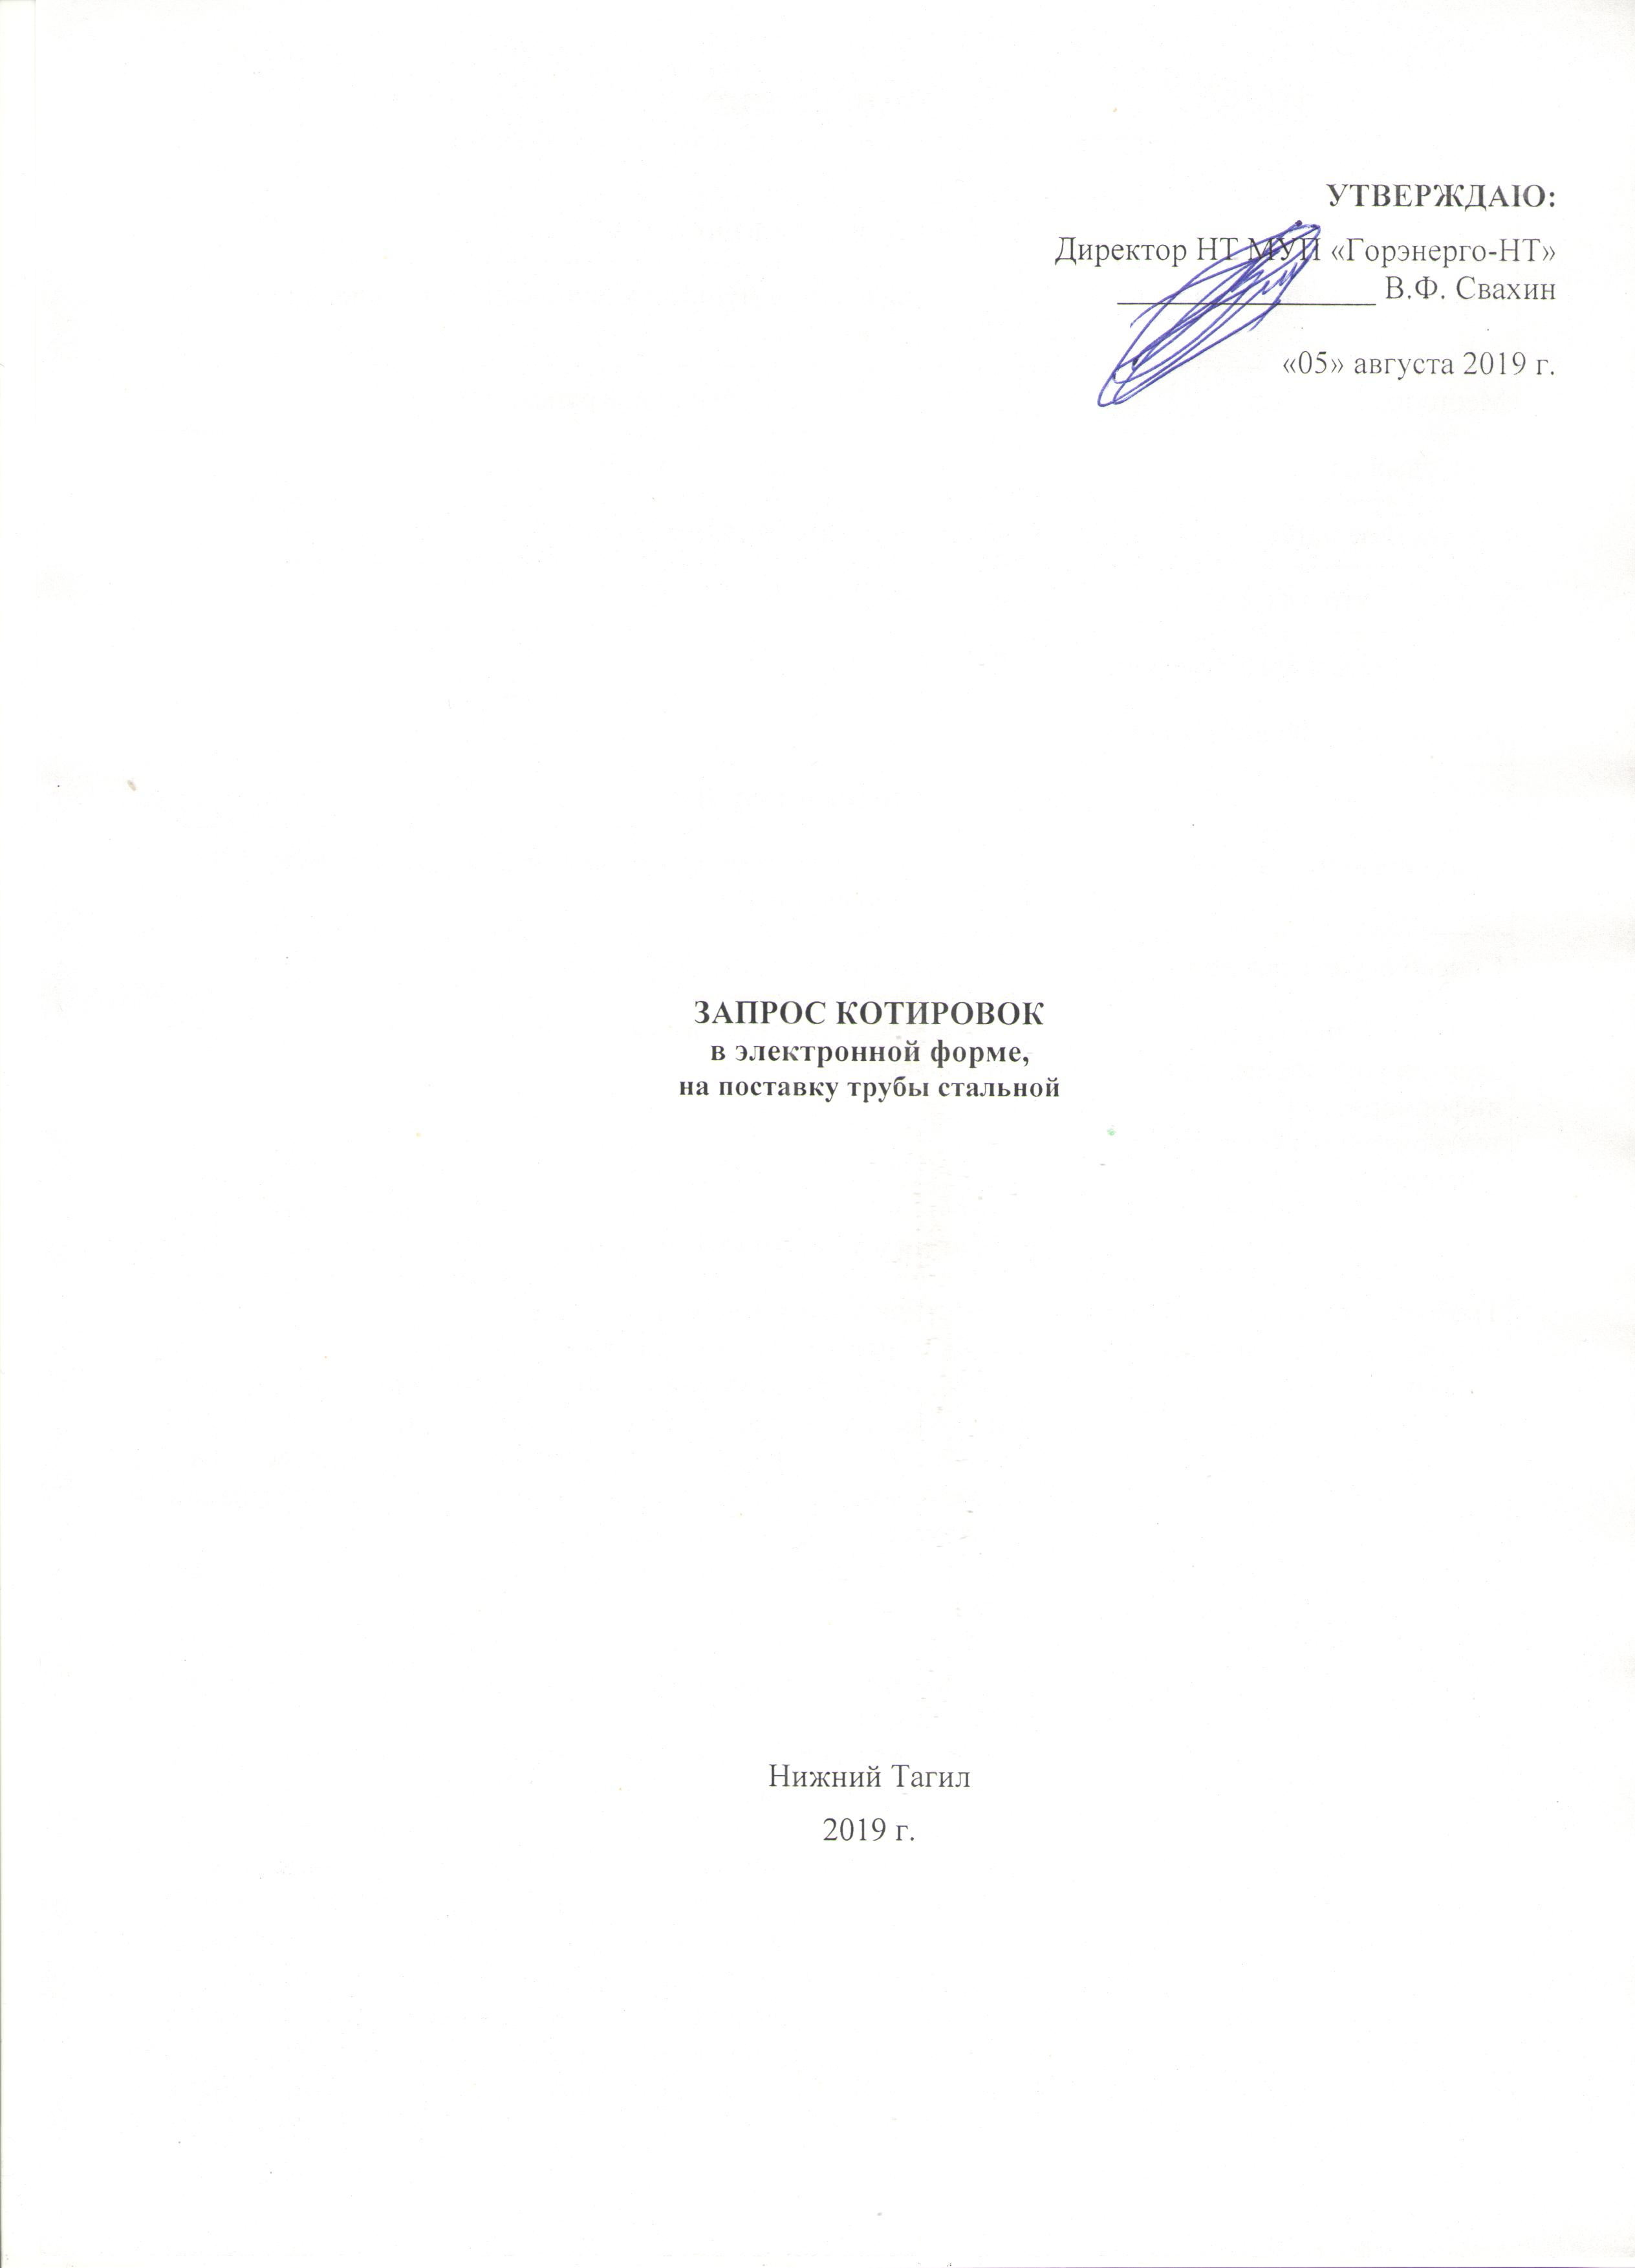 УТВЕРЖДАЮ:
Директор НТ МУП «Горэнерго-НТ»
________________ В.Ф. Свахин
«05» августа 2019 г.
ЗАПРОС КОТИРОВОК
в электронной форме,
на поставку трубы стальной
Нижний Тагил
2019 г.